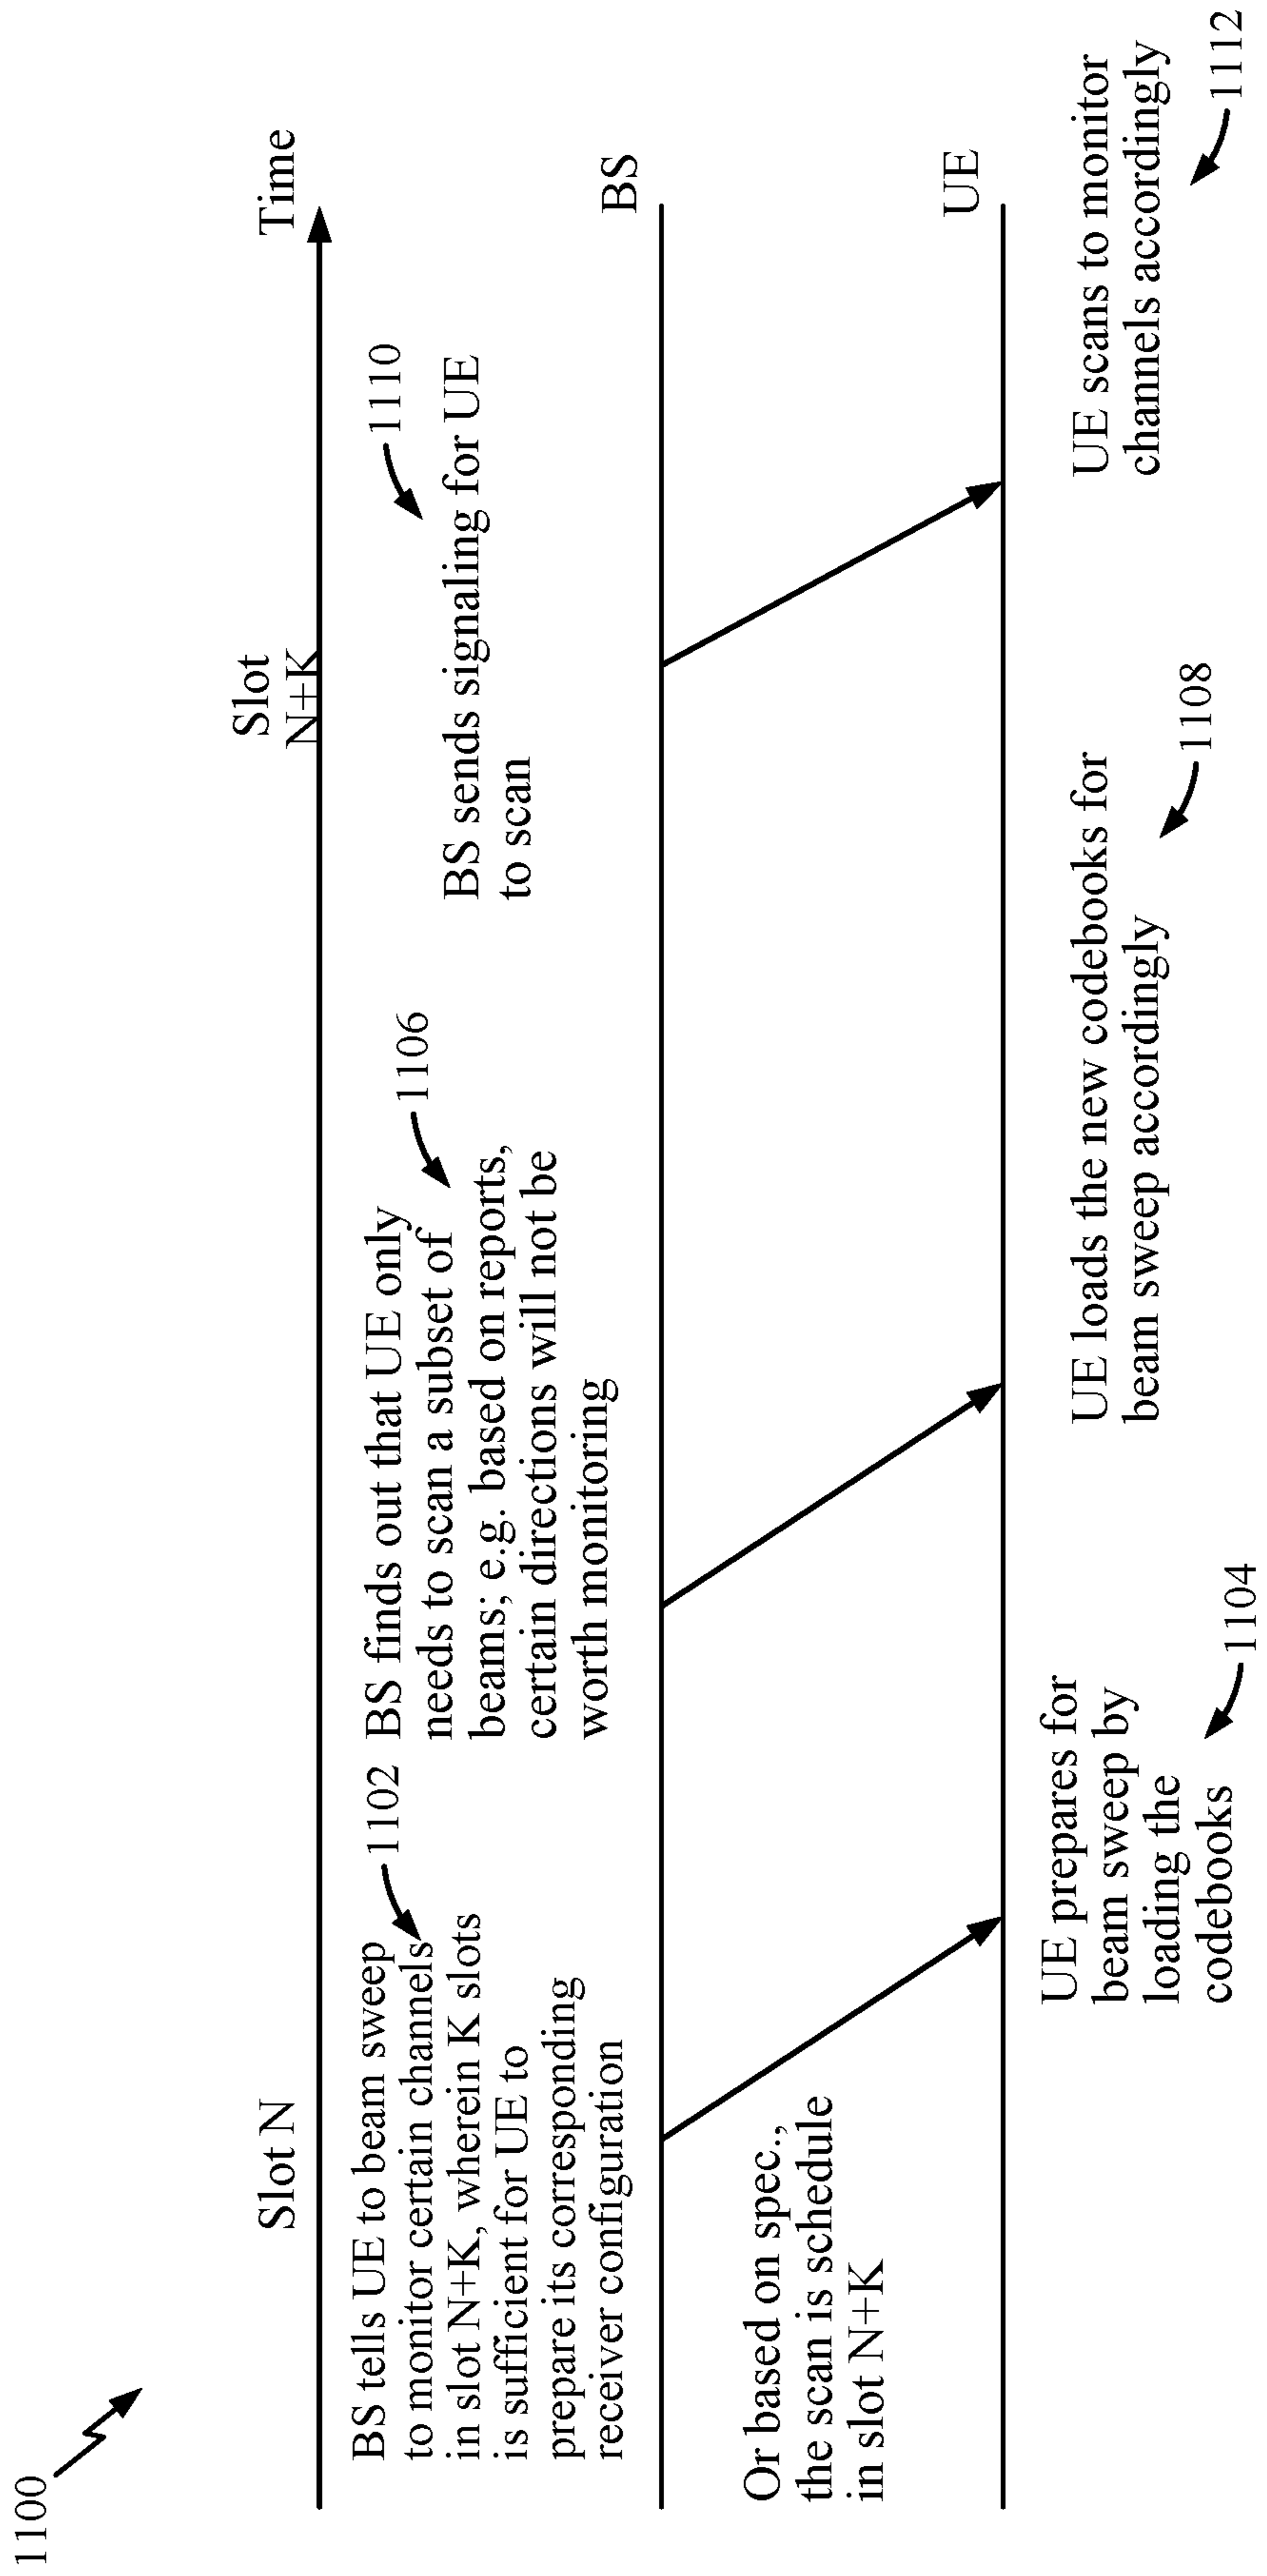 1100
Slot N
Slot
N+K
Time
BS tells UE to beam sweep
to monitor certain channels
in slot N+K, wherein K slots
is sufficient for UE to
prepare its corresponding
receiver configuration
1102
BS finds out that UE only
needs to scan a subset of
beams; e.g. based on reports,
certain directions will not be
worth monitoring
1106
BS sends signaling for UE
to scan
1110
BS
Or based on spec.,
the scan is schedule
in slot N+K
UE
UE prepares for
beam sweep by
loading the
codebooks
1104
UE loads the new codebooks for
beam sweep accordingly
1108
UE scans to monitor
channels accordingly
1112